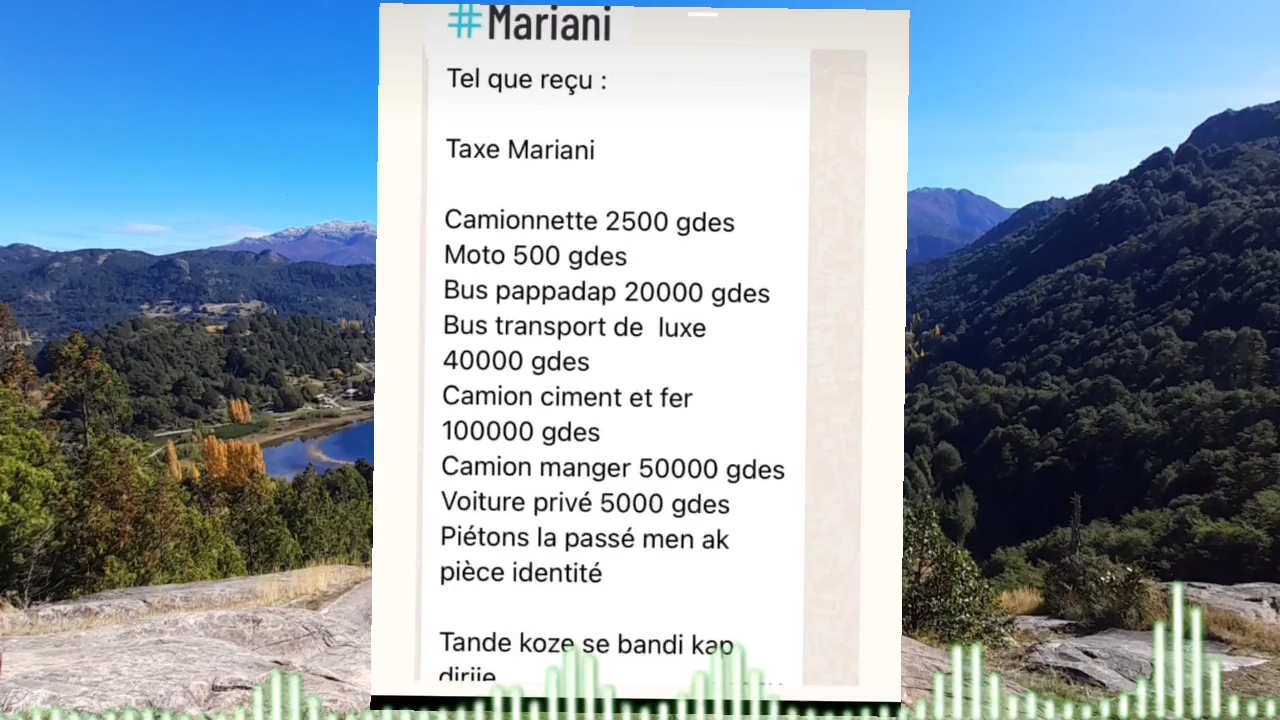 #Mariani
Tel que reçu :
Taxe Mariani
Camionnette 2500 gdes
Moto 500 gdes
Bus pappadap 20000 gdes
Bus transport de luxe
40000 gdes
Camion ciment et fer
100000 gdes
Camion manger 50000 gdes
Voiture privé 5000 gdes
Piétons la passé men ak
pièce identité
Tande koze se bandi kap
dirije